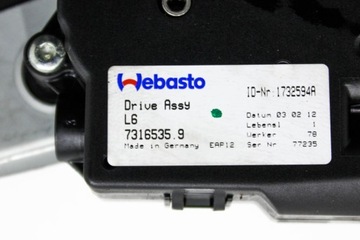 Webasto
ID-Nr 1732594A
Drive Assy
L6
7316535.9
Made in Germany EAP12
Datum 03 02 12
Lebensl 1
Werker 78
Ser Nr 77235